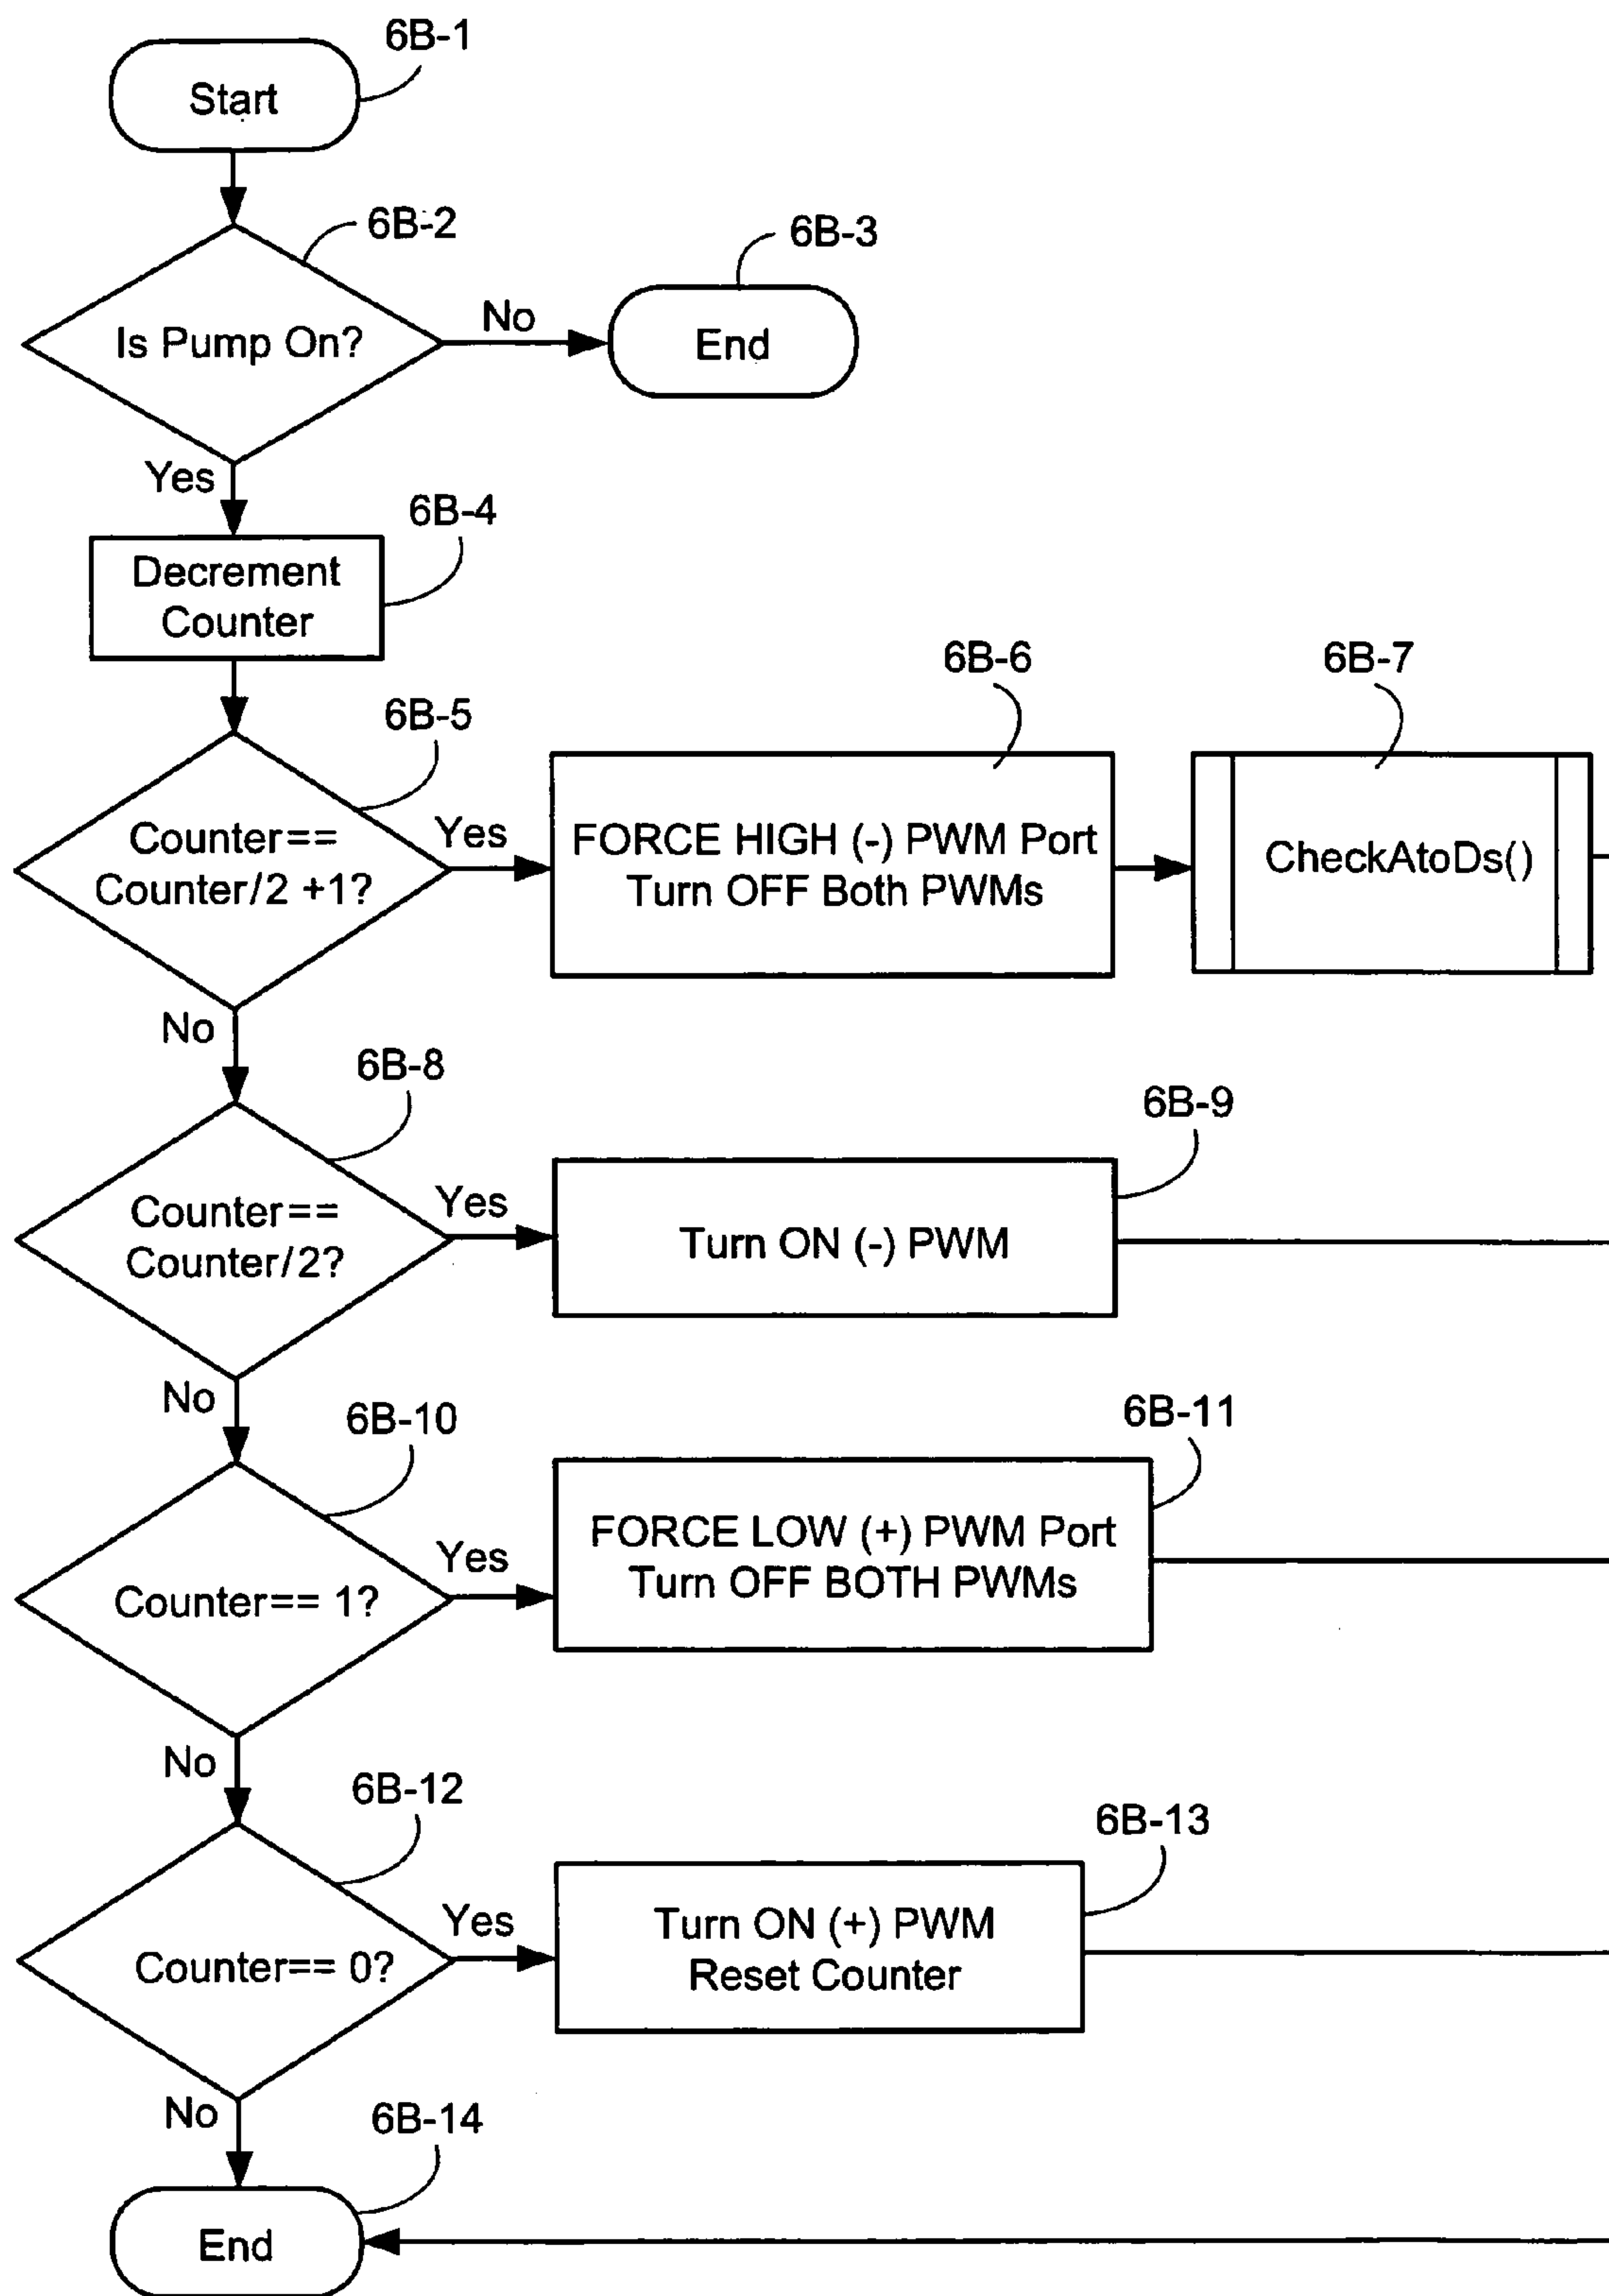 6B-1
Start
6B-2
Is Pump On?
No
6B-3
End
Yes
6B-4
Decrement
Counter
6B-5
Counter==
Counter/2 +1?
Yes
6B-6
FORCE HIGH (-) PWM Port
Turn OFF Both PWMs
6B-7
CheckAtoDs()
No
6B-8
Counter==
Counter/2?
Yes
6B-9
Turn ON (-) PWM
No
6B-10
Counter== 1?
Yes
6B-11
FORCE LOW (+) PWM Port
Turn OFF BOTH PWMs
No
6B-12
Counter== 0?
Yes
6B-13
Turn ON (+) PWM
Reset Counter
No
6B-14
End